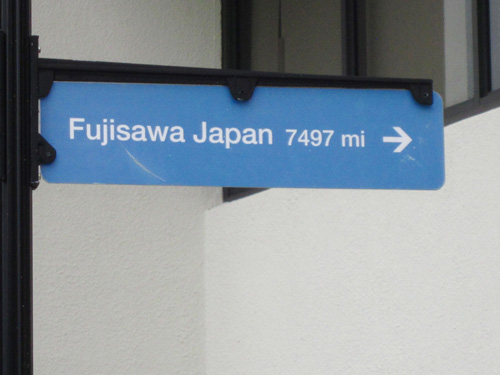 Fujisawa Japan 7497 mi →